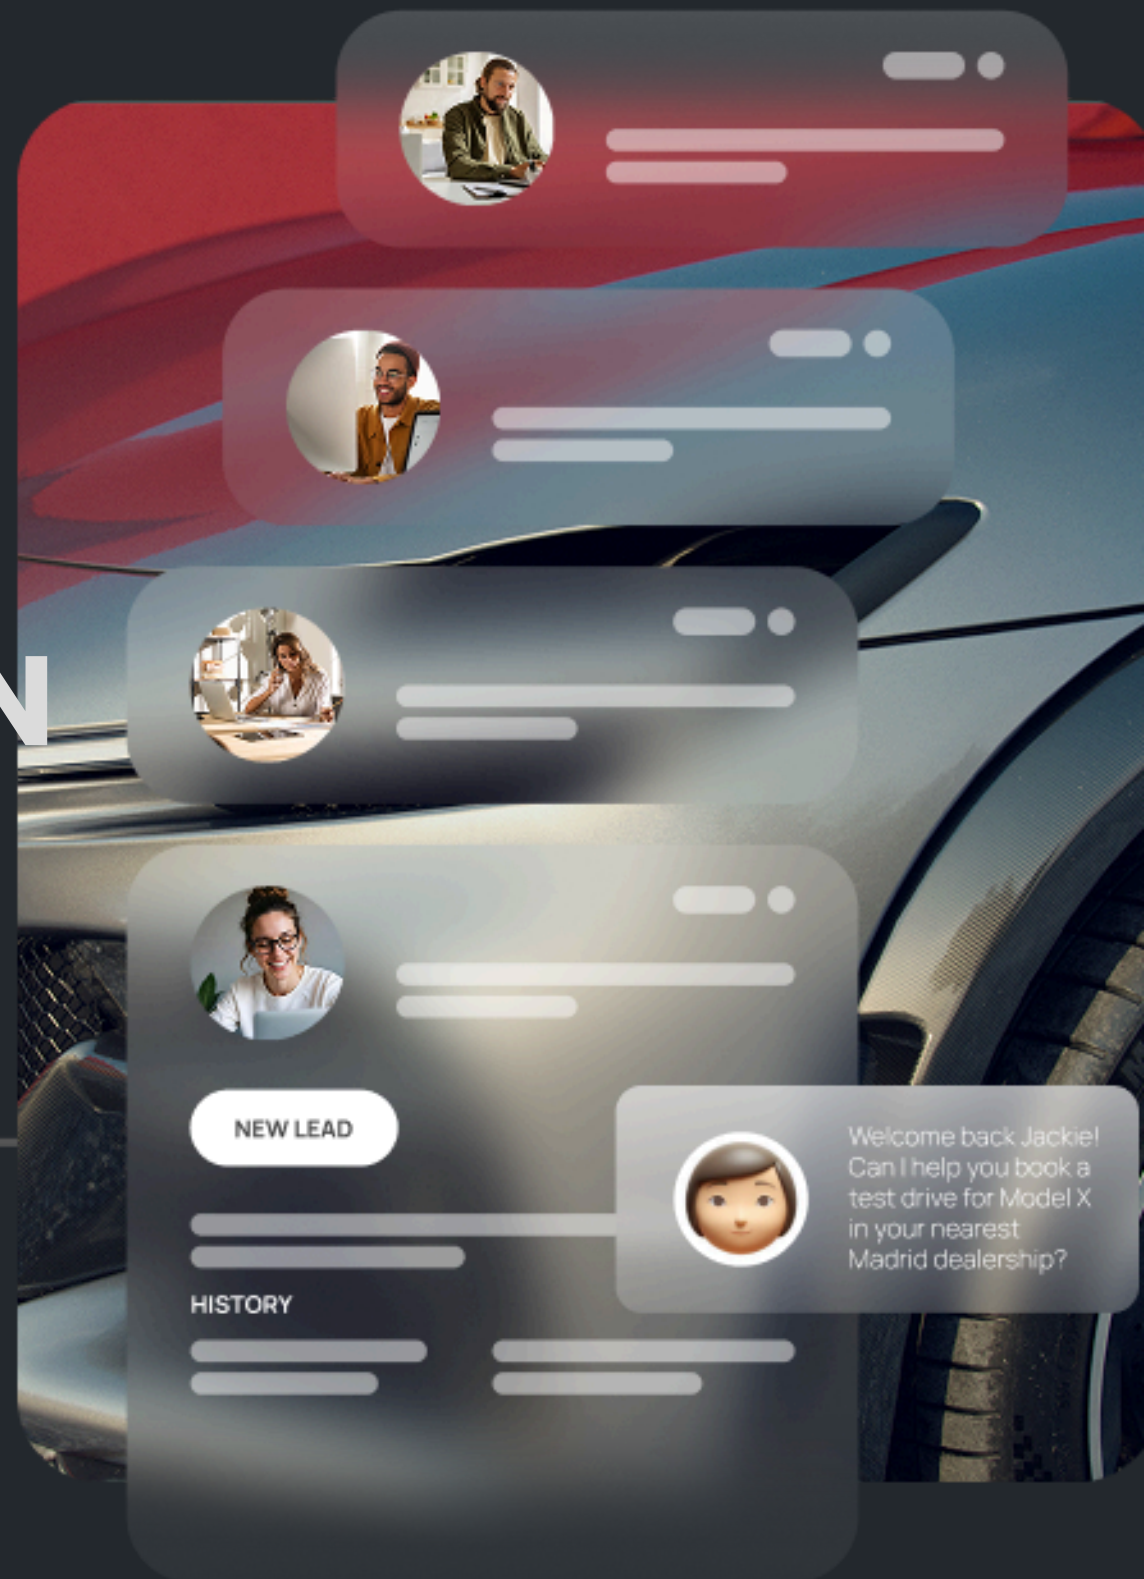 N
NEW LEAD
Welcome back Jackie!
Can I help you book a
test drive for Model X
in your nearest
Madrid dealership?
HISTORY